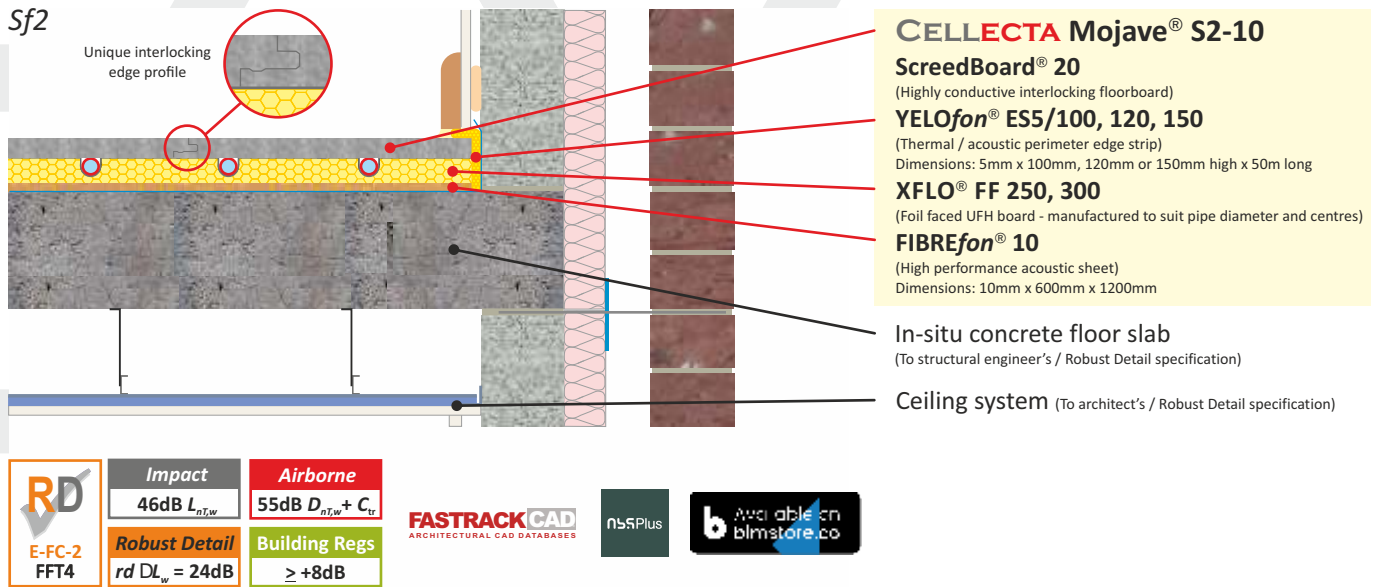 Sf2
Unique interlocking
edge profile
CELLECTA Mojave® S2-10
ScreedBoard® 20
(Highly conductive interlocking floorboard)
YELOfon® ES5/100, 120, 150
(Thermal / acoustic perimeter edge strip)
Dimensions: 5mm x 100mm, 120mm or 150mm high x 50m long
XFLO® FF 250, 300
(Foil faced UFH board - manufactured to suit pipe diameter and centres)
FIBREfon® 10
(High performance acoustic sheet)
Dimensions: 10mm x 600mm x 1200mm
In-situ concrete floor slab
(To structural engineer's / Robust Detail specification)
Ceiling system (To architect's / Robust Detail specification)
RD
E-FC-2
FFT4
Impact
46dB LnT,w
Airborne
55dB DnT,w + Ctr
Robust Detail
rd DLw = 24dB
Building Regs
≥ +8dB
FASTRACKCAD
ARCHITECTURAL CAD DATABASES
nbsPlus
b Available on
bimstore.co